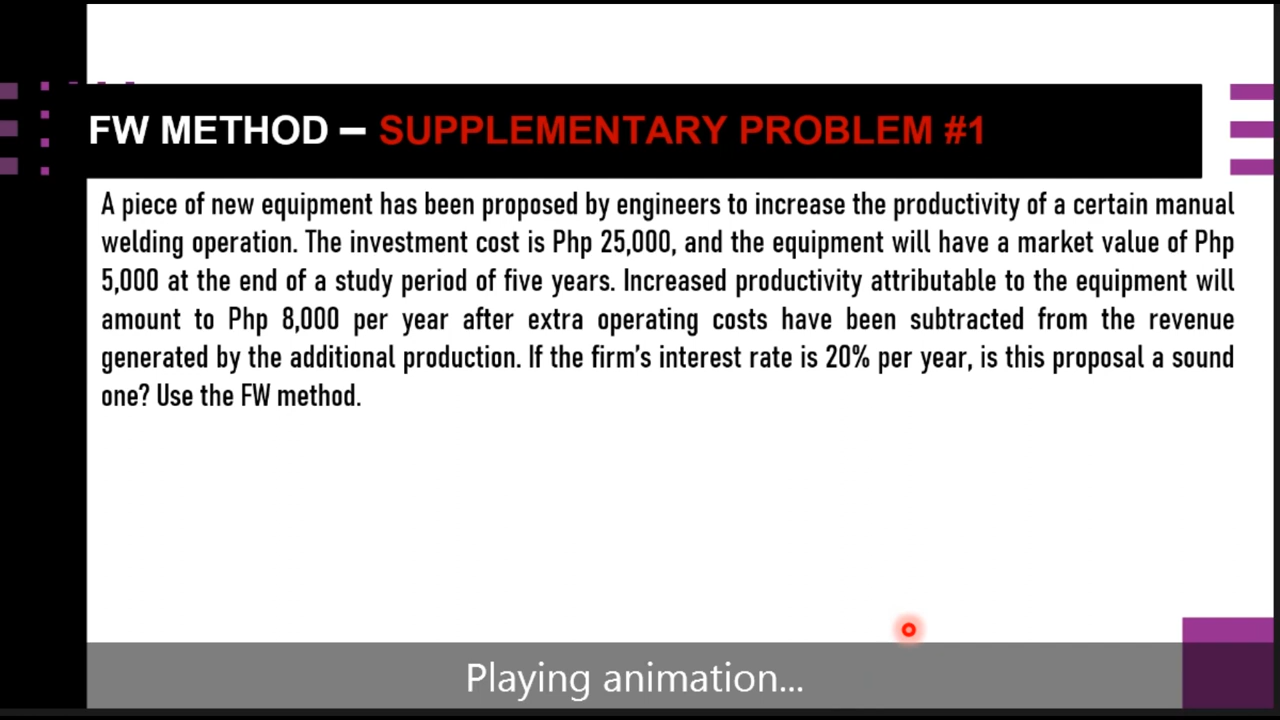 FW METHOD – SUPPLEMENTARY PROBLEM #1
A piece of new equipment has been proposed by engineers to increase the productivity of a certain manual
welding operation. The investment cost is Php 25,000, and the equipment will have a market value of Php
5,000 at the end of a study period of five years. Increased productivity attributable to the equipment will
amount to Php 8,000 per year after extra operating costs have been subtracted from the revenue
generated by the additional production. If the firm's interest rate is 20% per year, is this proposal a sound
one? Use the FW method.
Playing animation...